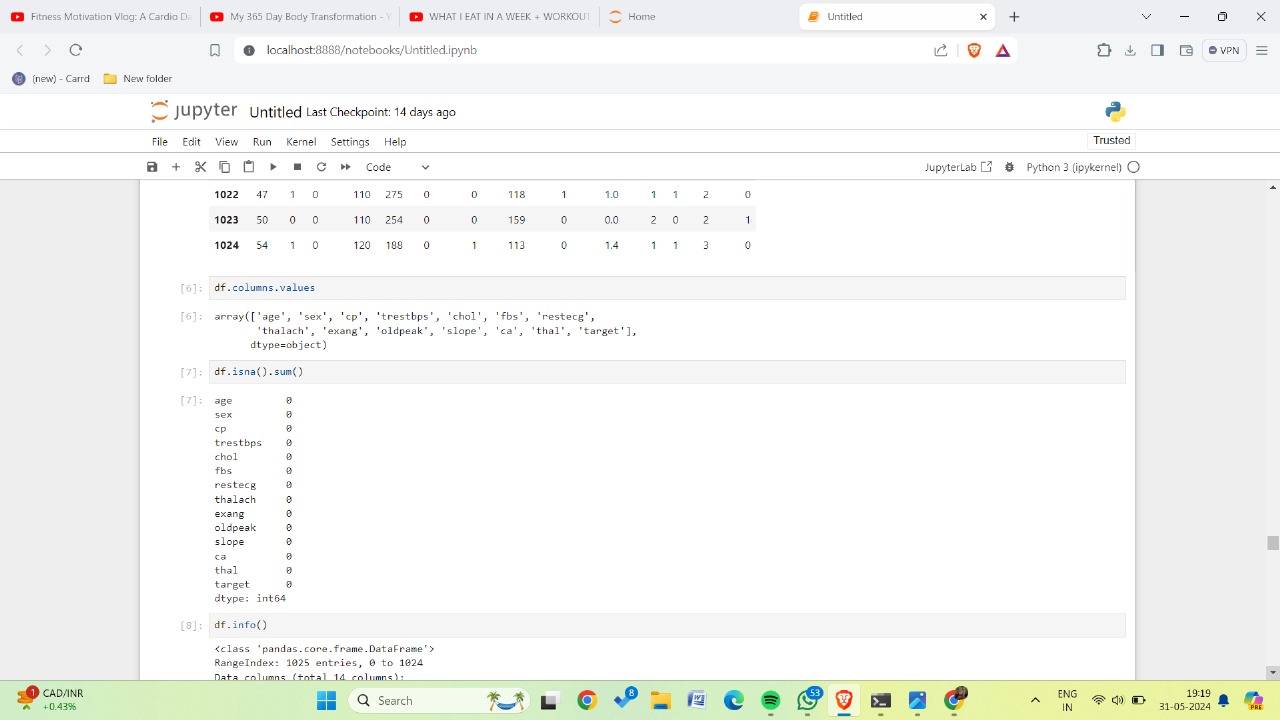 Fitness Motivation Vlog: A Cardio Da
My 365 Day Body Transformation - Y
WHAT I EAT IN A WEEK + WORKOUT
Home
Untitled
localhost:8888/notebooks/Untitled.ipynb
VPN
(new) - Carrd
New folder
jupyter Untitled Last Checkpoint: 14 days ago
File Edit View Run Kernel Settings Help
Trusted
Code
JupyterLab
Python 3 (ipykernel)
1022 47 1 0 110 275 0 0 118 1 1.0 1 1 2 0
1023 50 0 0 110 254 0 0 159 0 0.0 2 0 2 1
1024 54 1 0 120 188 0 1 113 0 1.4 1 1 3 0
[6]: df.columns.values
[6]: array(['age', 'sex', 'cp', 'trestbps', 'chol', 'fbs', 'restecg',
'thalach', 'exang', 'oldpeak', 'slope', 'ca', 'thal', 'target'],
dtype=object)
[7]: df.isna().sum()
[7]: age 0
sex 0
cp 0
trestbps 0
chol 0
fbs 0
restecg 0
thalach 0
exang 0
oldpeak 0
slope 0
ca 0
thal 0
target 0
dtype: int64
[8]: df.info()
<class 'pandas.core.frame.DataFrame'>
RangeIndex: 1025 entries, 0 to 1024
Data columns (total 14 columns):
1
CAD/INR
+0.43%
Search
8
53
ENG
IN
19:19
31-05-2024
PRE